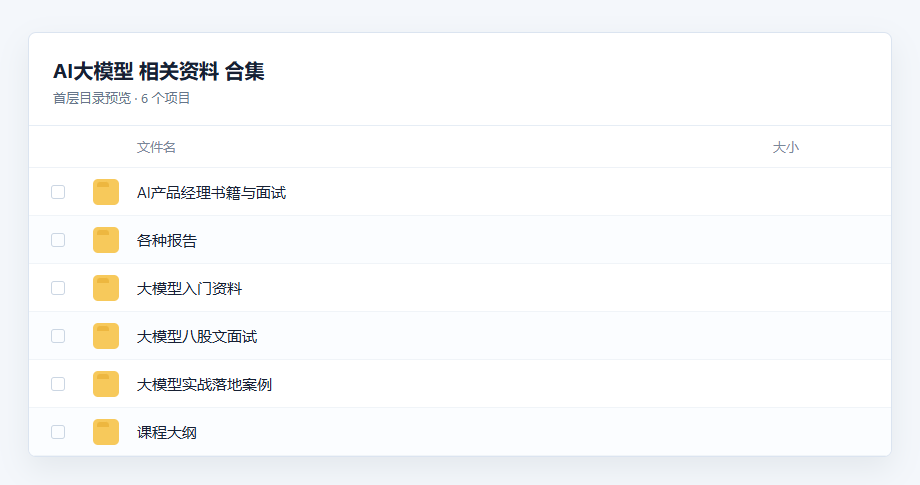 AI大模型 相关资料 合集
首层目录预览 · 6 个项目
文件名 大小
AI产品经理书籍与面试
各种报告
大模型入门资料
大模型八股文面试
大模型实战落地案例
课程大纲